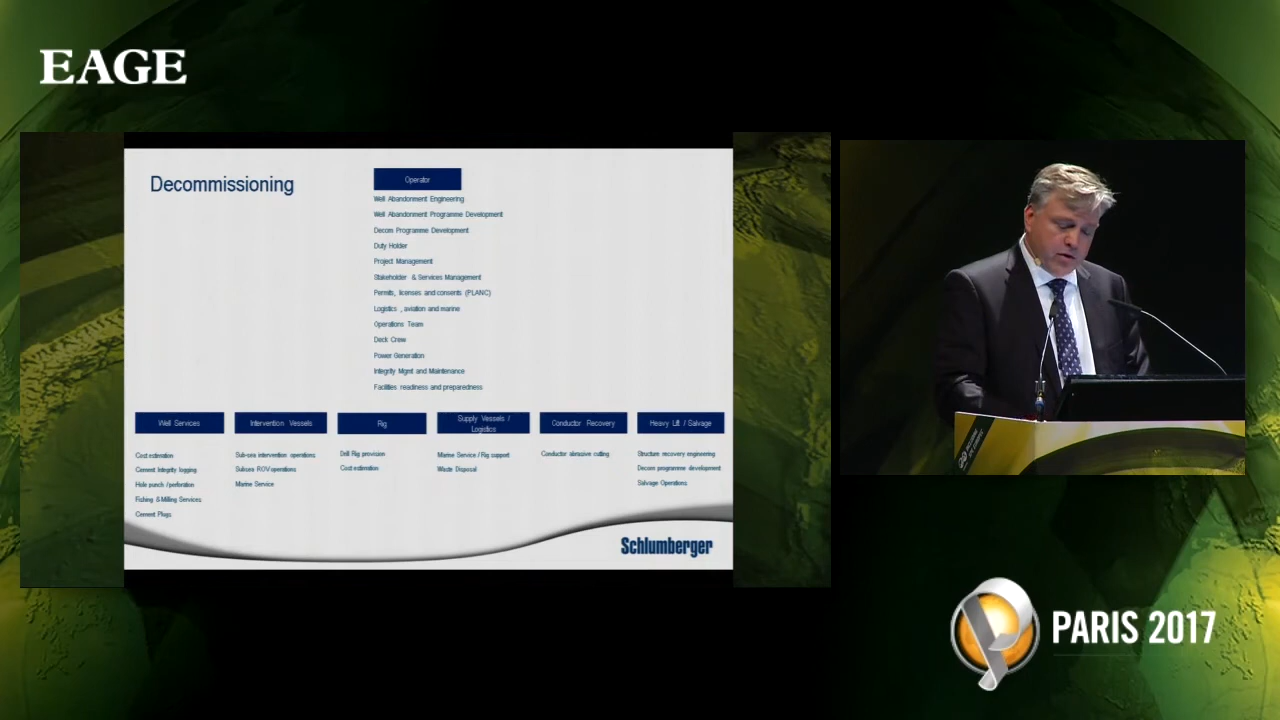 EAGE
Decommissioning
Operator
Well Abandonment Engineering
Well Abandonment Programme Development
Decom Programme Development
Duty Holder
Project Management
Stakeholder & Services Management
Permits, licenses and consents (PLANC)
Logistics , aviation and marine
Operations Team
Deck Crew
Power Generation
Integrity Mgmt and Maintenance
Facilities readiness and preparedness
Well Services
Cost estimation
Cement Integrity logging
Hole punch /perforation
Fishing & Milling Services
Cement Plugs
Intervention Vessels
Sub-sea intervention operations
Subsea ROV operations
Marine Service
Rig
Drill Rig provision
Cost estimation
Supply Vessels /
Logistics
Marine Service / Rig support
Waste Disposal
Conductor Recovery
Conductor abrasive cutting
Heavy Lift / Salvage
Structure recovery engineering
Decom programme development
Salvage Operations
Schlumberger
PARIS 2017